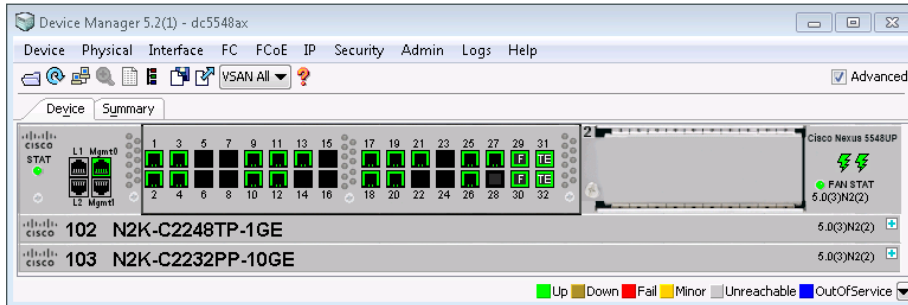 Device Manager 5.2(1) - dc5548ax
Device Physical Interface FC FCoE IP Security Admin Logs Help
VSAN All Advanced
Device Summary
cisco
STAT
L1 Mgmt0
L2 Mgmt1
1 3 5 7 9 11 13 15 17 19 21 23 25 27 29 31
F TE
F TE
2 4 6 8 10 12 14 16 18 20 22 24 26 28 30 32
2
Cisco Nexus 5548UP
FAN STAT
5.0(3)N2(2)
cisco 102 N2K-C2248TP-1GE 5.0(3)N2(2)
cisco 103 N2K-C2232PP-10GE 5.0(3)N2(2)
Up Down Fail Minor Unreachable OutOfService